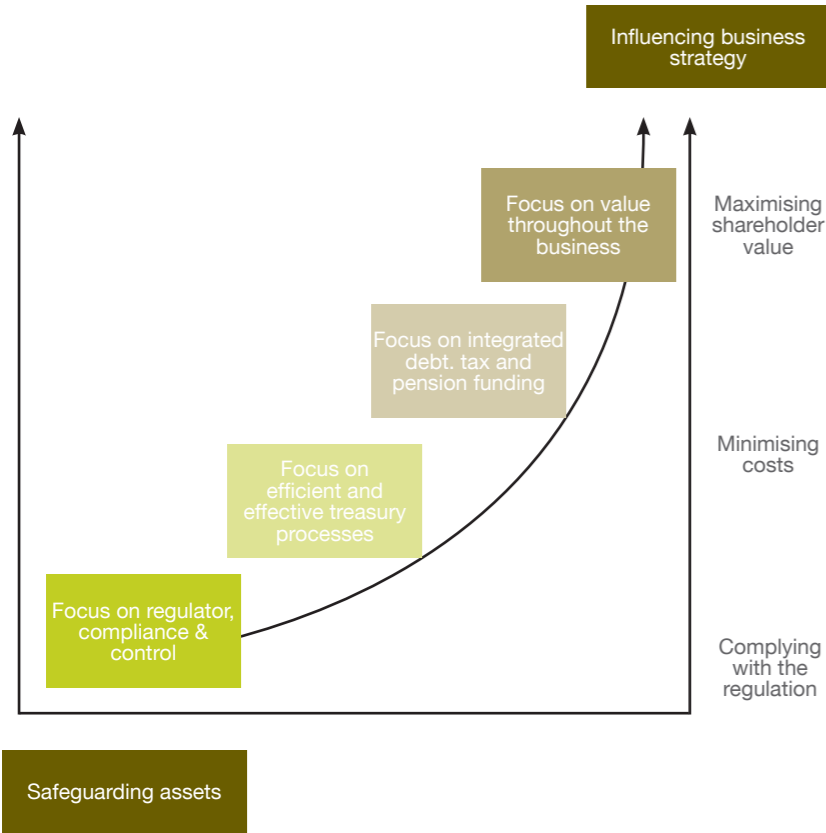 Influencing business
strategy
Focus on value
throughout the
business
Maximising
shareholder
value
Focus on integrated
debt. tax and
pension funding
Minimising
costs
Focus on
efficient and
effective treasury
processes
Focus on regulator,
compliance &
control
Complying
with the
regulation
Safeguarding assets